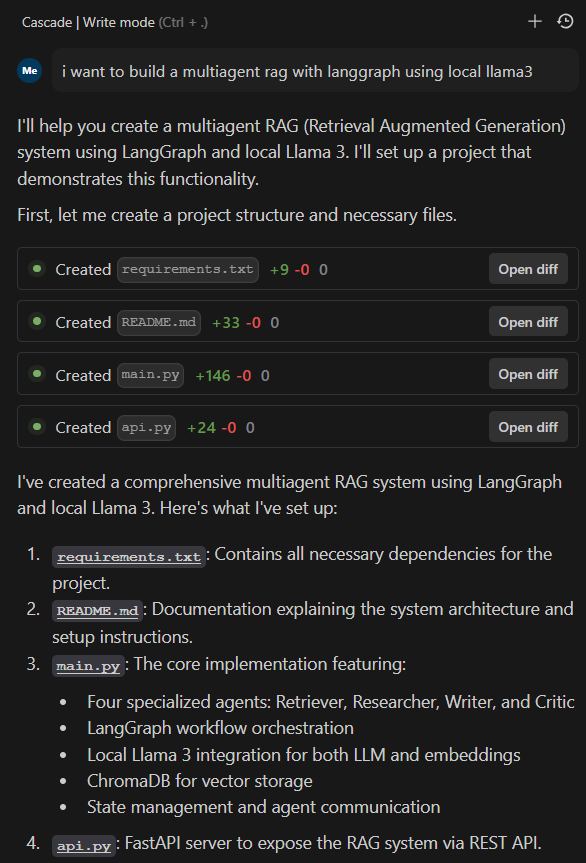 Cascade | Write mode (Ctrl + .)
Me
i want to build a multiagent rag with langgraph using local llama3
I'll help you create a multiagent RAG (Retrieval Augmented Generation)
system using LangGraph and local Llama 3. I'll set up a project that
demonstrates this functionality.
First, let me create a project structure and necessary files.
Created requirements.txt +9 -0 0 Open diff
Created README.md +33 -0 0 Open diff
Created main.py +146 -0 0 Open diff
Created api.py +24 -0 0 Open diff
I've created a comprehensive multiagent RAG system using LangGraph
and local Llama 3. Here's what I've set up:
1. requirements.txt: Contains all necessary dependencies for the
project.
2. README.md: Documentation explaining the system architecture and
setup instructions.
3. main.py: The core implementation featuring:
• Four specialized agents: Retriever, Researcher, Writer, and Critic
• LangGraph workflow orchestration
• Local Llama 3 integration for both LLM and embeddings
• ChromaDB for vector storage
• State management and agent communication
4. api.py: FastAPI server to expose the RAG system via REST API.